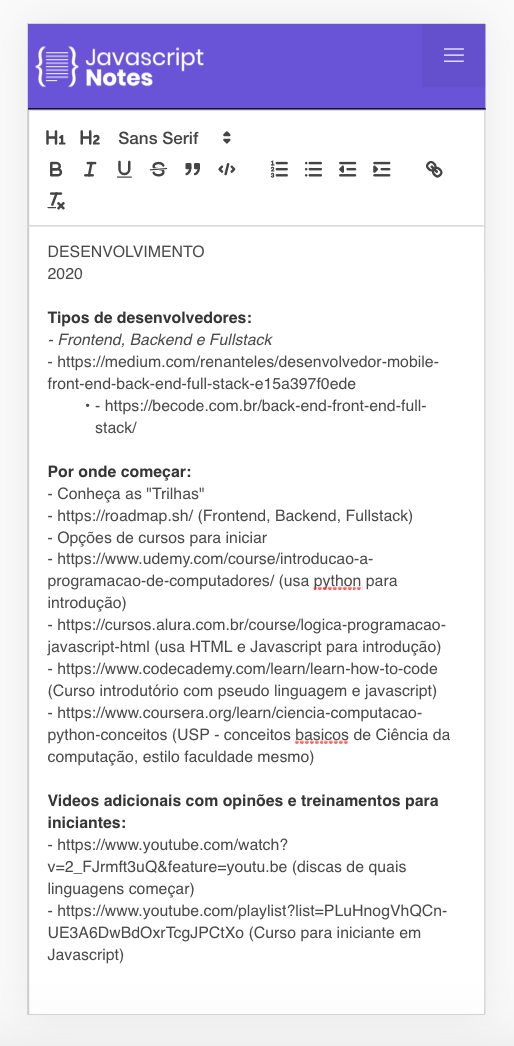 Javascript
Notes
H1 H2 Sans Serif
B I U S
DESENVOLVIMENTO
2020
Tipos de desenvolvedores:
- Frontend, Backend e Fullstack
- https://medium.com/renanteles/desenvolvedor-mobile-
front-end-back-end-full-stack-e15a397f0ede
• - https://becode.com.br/back-end-front-end-full-
stack/
Por onde começar:
- Conheça as "Trilhas"
- https://roadmap.sh/ (Frontend, Backend, Fullstack)
- Opções de cursos para iniciar
- https://www.udemy.com/course/introducao-a-
programacao-de-computadores/ (usa python para
introdução)
- https://cursos.alura.com.br/course/logica-programacao-
javascript-html (usa HTML e Javascript para introdução)
- https://www.codecademy.com/learn/learn-how-to-code
(Curso introdutório com pseudo linguagem e javascript)
- https://www.coursera.org/learn/ciencia-computacao-
python-conceitos (USP - conceitos basicos de Ciência da
computação, estilo faculdade mesmo)
Videos adicionais com opinões e treinamentos para
iniciantes:
- https://www.youtube.com/watch?
v=2_FJrmft3uQ&feature=youtu.be (discas de quais
linguagens começar)
- https://www.youtube.com/playlist?list=PLuHnogVhQCn-
UE3A6DwBdOxrTcgJPCtXo (Curso para iniciante em
Javascript)